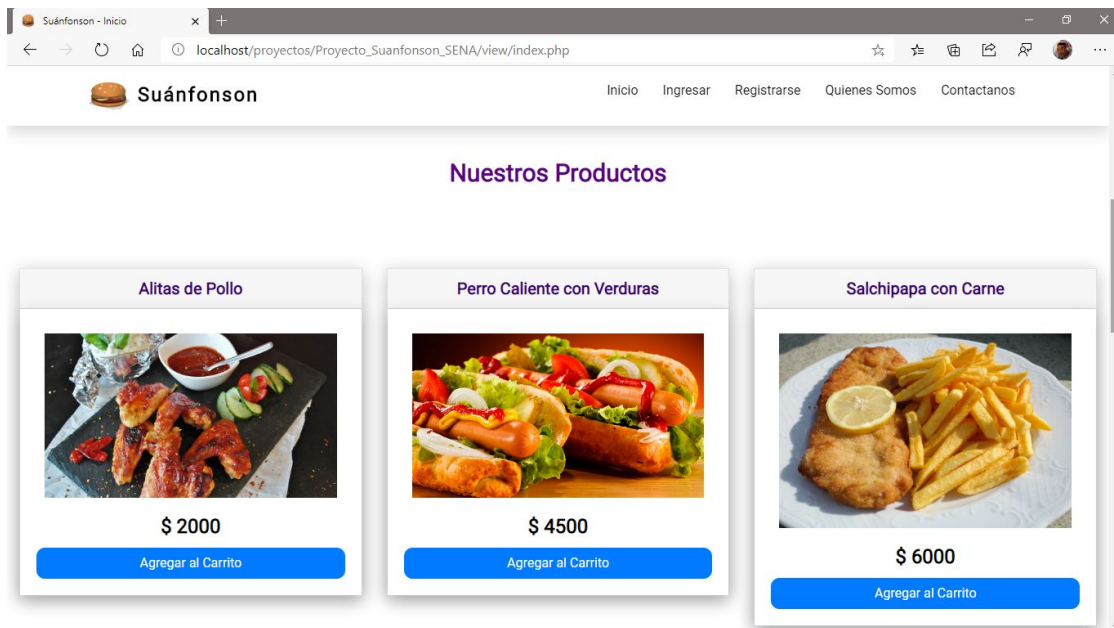 Suánfonson - Inicio
localhost/proyectos/Proyecto_Suanfonson_SENA/view/index.php
Suánfonson
Inicio Ingresar Registrarse Quienes Somos Contactanos
Nuestros Productos
Alitas de Pollo
$ 2000
Agregar al Carrito
Perro Caliente con Verduras
$ 4500
Agregar al Carrito
Salchipapa con Carne
$ 6000
Agregar al Carrito